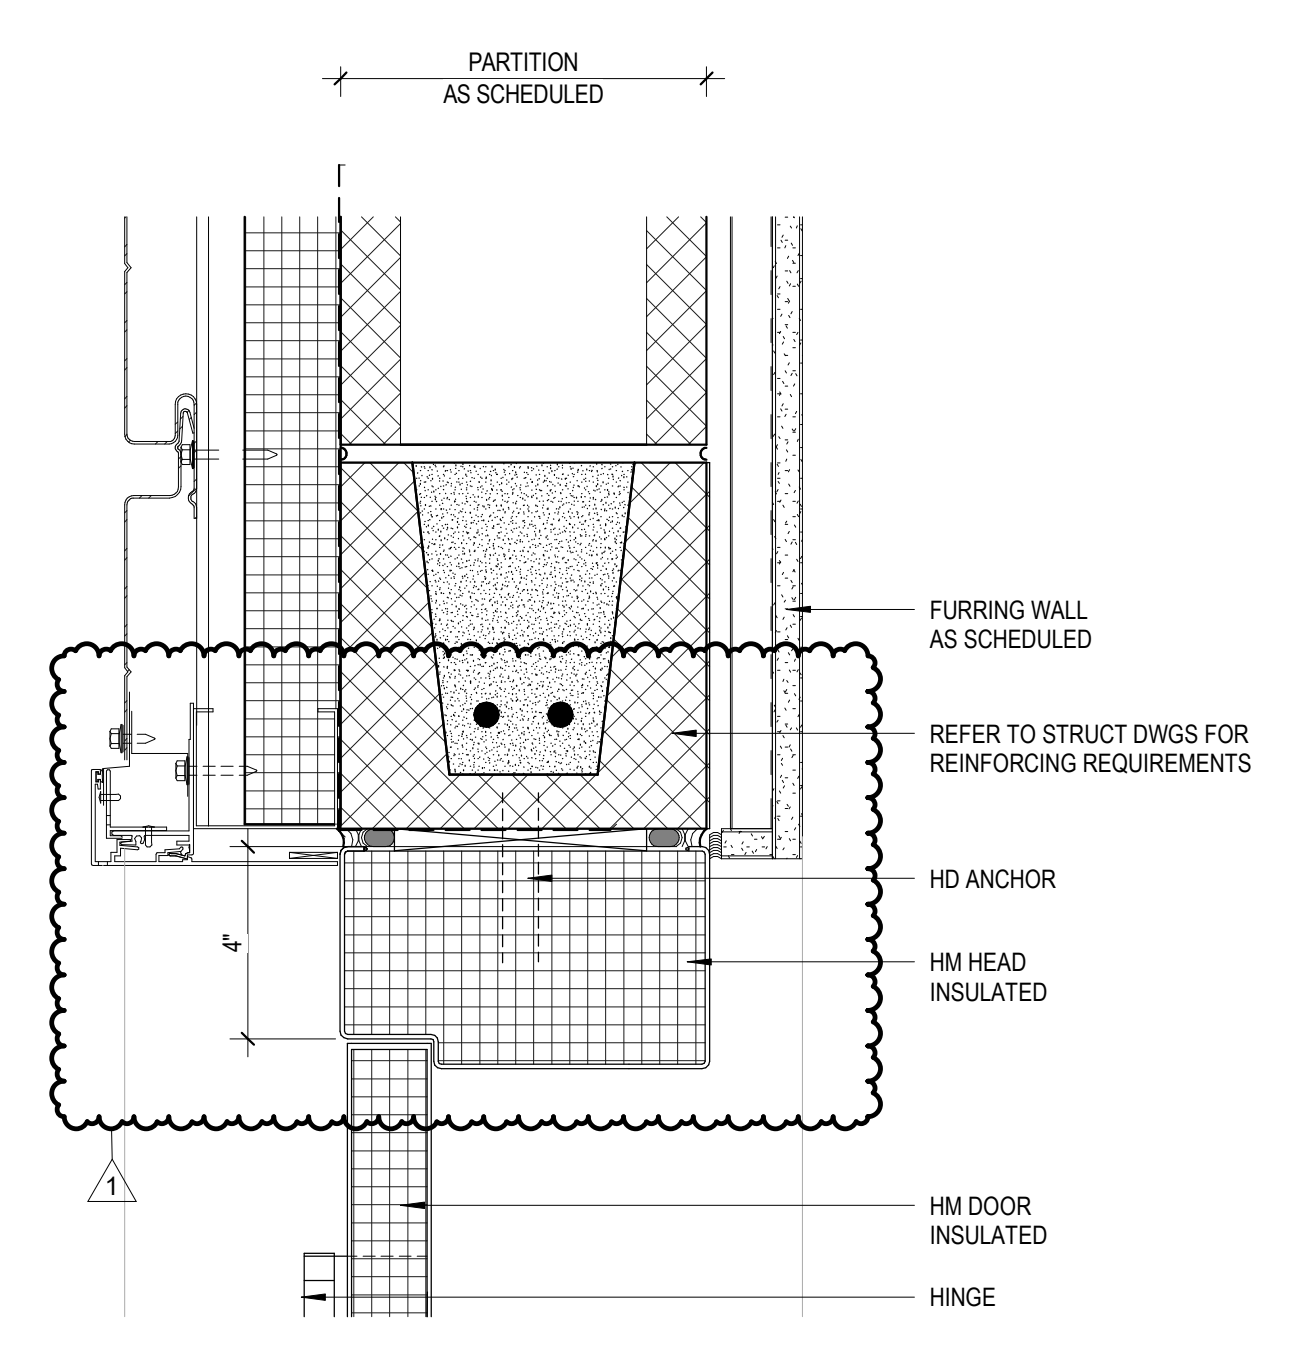 PARTITION
AS SCHEDULED
FURRING WALL
AS SCHEDULED
REFER TO STRUCT DWGS FOR
REINFORCING REQUIREMENTS
HD ANCHOR
4"
HM HEAD
INSULATED
1
HM DOOR
INSULATED
HINGE